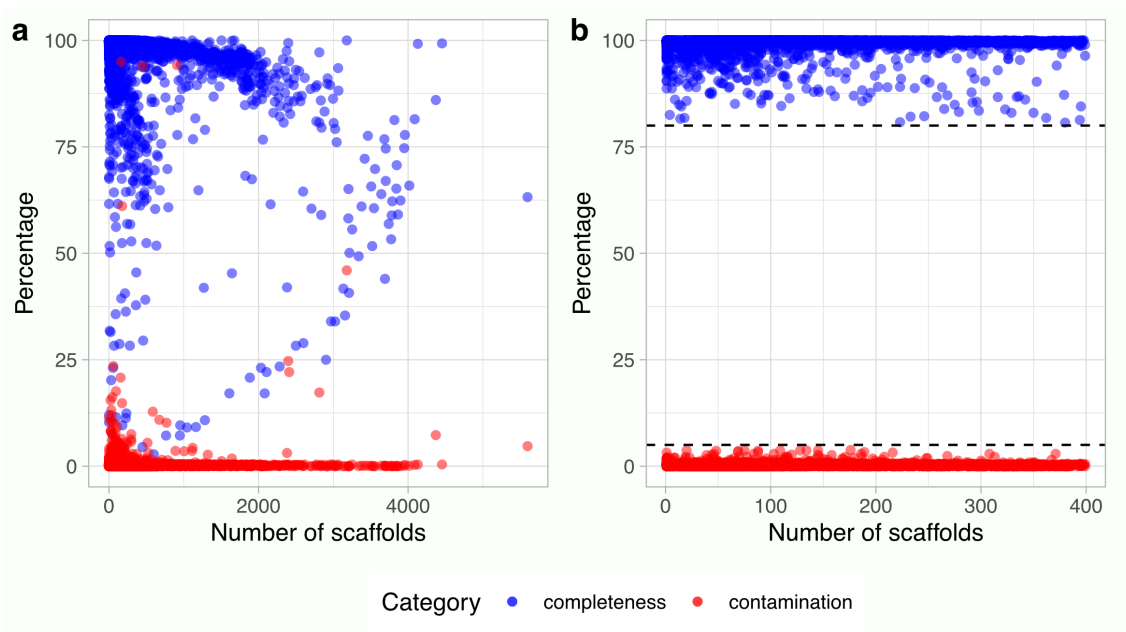 a
Percentage
100
75
50
25
0
0 2000 4000
Number of scaffolds
b
Percentage
100
75
50
25
0
0 100 200 300 400
Number of scaffolds
Category completeness contamination